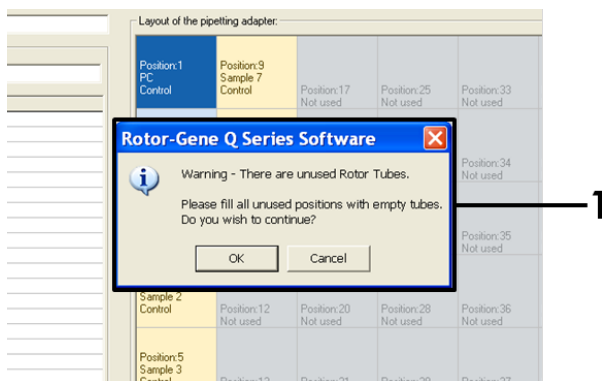 Layout of the pipetting adapter:
Position:1
PC
Control
Position:9
Sample 7
Control
Position:17
Not used
Position:25
Not used
Position:33
Not used
Rotor-Gene Q Series Software
Warning - There are unused Rotor Tubes.
Please fill all unused positions with empty tubes.
Do you wish to continue?
OK
Cancel
1
Position:34
Not used
Position:35
Not used
Sample 2
Control
Position:12
Not used
Position:20
Not used
Position:28
Not used
Position:36
Not used
Position:5
Sample 3
Control